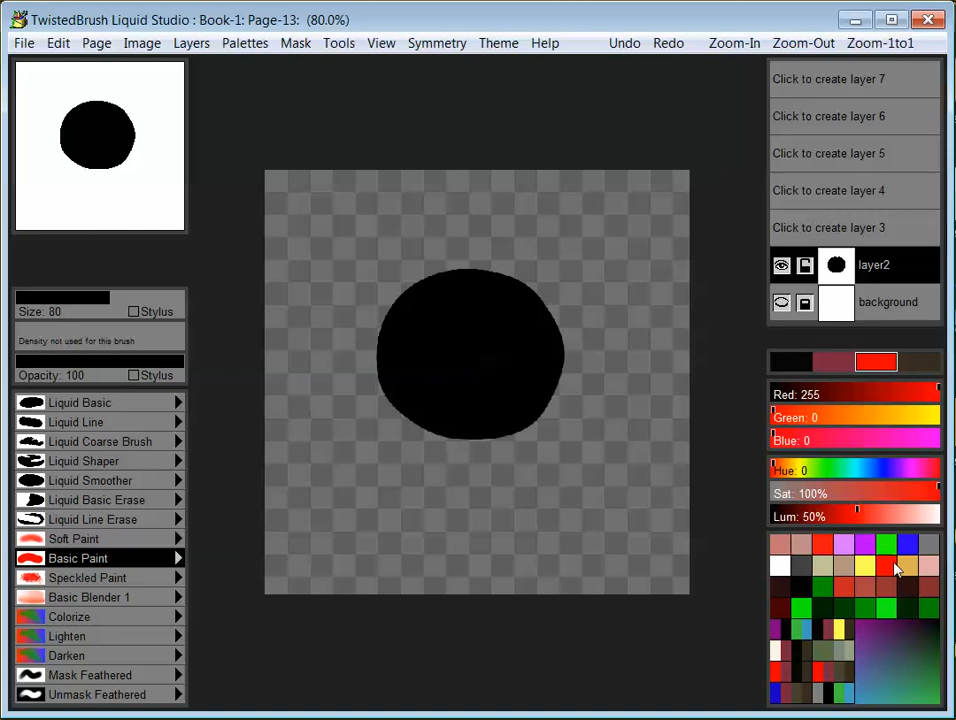 TwistedBrush Liquid Studio : Book-1: Page-13: (80.0%)
File Edit Page Image Layers Palettes Mask Tools View Symmetry Theme Help Undo Redo Zoom-In Zoom-Out Zoom-1to1
Click to create layer 7
Click to create layer 6
Click to create layer 5
Click to create layer 4
Click to create layer 3
layer2
background
Size: 80 Stylus
Density not used for this brush
Opacity: 100 Stylus
Liquid Basic
Liquid Line
Liquid Coarse Brush
Liquid Shaper
Liquid Smoother
Liquid Basic Erase
Liquid Line Erase
Soft Paint
Basic Paint
Speckled Paint
Basic Blender 1
Colorize
Lighten
Darken
Mask Feathered
Unmask Feathered
Red: 255
Green: 0
Blue: 0
Hue: 0
Sat: 100%
Lum: 50%